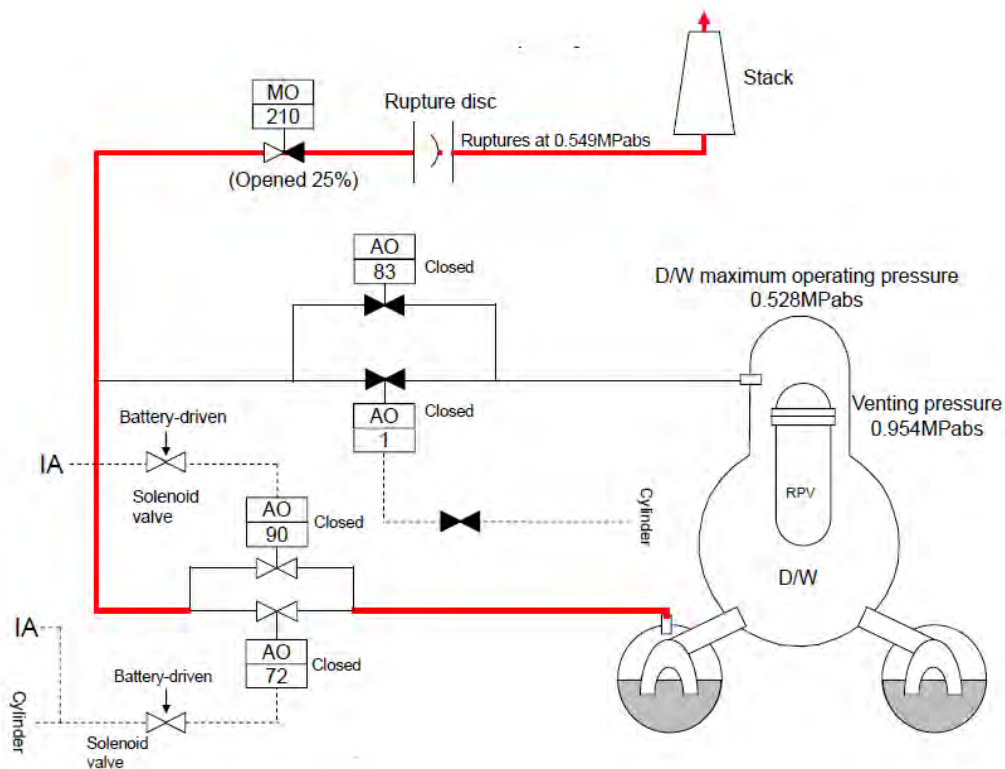 Stack
MO
210
Rupture disc
Ruptures at 0.549MPabs
(Opened 25%)
AO
83
Closed
D/W maximum operating pressure
0.528MPabs
AO
1
Closed
Venting pressure
0.954MPabs
Battery-driven
IA
Solenoid
valve
AO
90
Closed
Cylinder
RPV
D/W
IA
AO
72
Closed
Battery-driven
Cylinder
Solenoid
valve